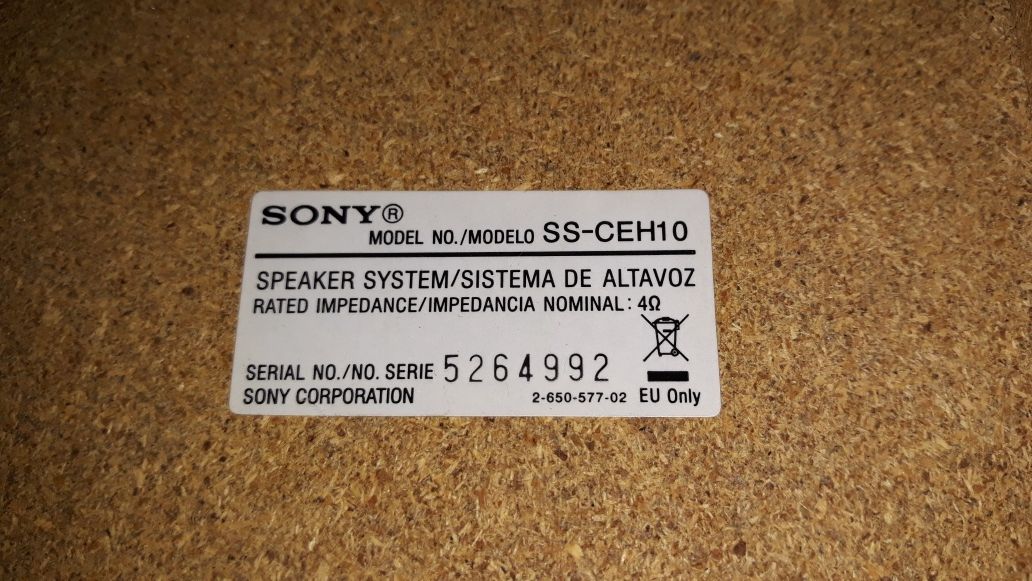 SONY®
MODEL NO./MODELO SS-CEH10
SPEAKER SYSTEM/SISTEMA DE ALTAVOZ
RATED IMPEDANCE/IMPEDANCIA NOMINAL: 4Ω
SERIAL NO./NO. SERIE 5264992
SONY CORPORATION 2-650-577-02 EU Only